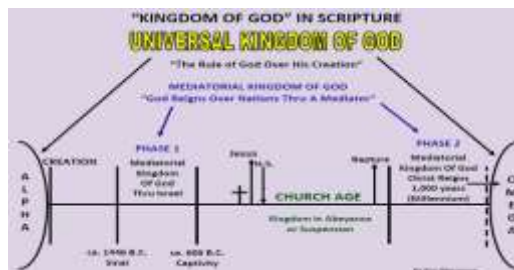 "KINGDOM OF GOD" IN SCRIPTURE
UNIVERSAL KINGDOM OF GOD
"The Rule of God Over His Creation"
MEDIATORIAL KINGDOM OF GOD
"God Reigns Over Nations Thru A Mediator"
PHASE 1
Mediatorial
Kingdom
Of God
Thru Israel
PHASE 2
Mediatorial
Kingdom Of God
Christ Reigns
1,000 years
(Millennium)
CREATION
Jesus
H.S.
Rapture
ALPHA
OMEGA
CHURCH AGE
Kingdom in Abeyance
or Suspension
ca. 1446 B.C.
Sinai
ca. 605 B.C.
Captivity